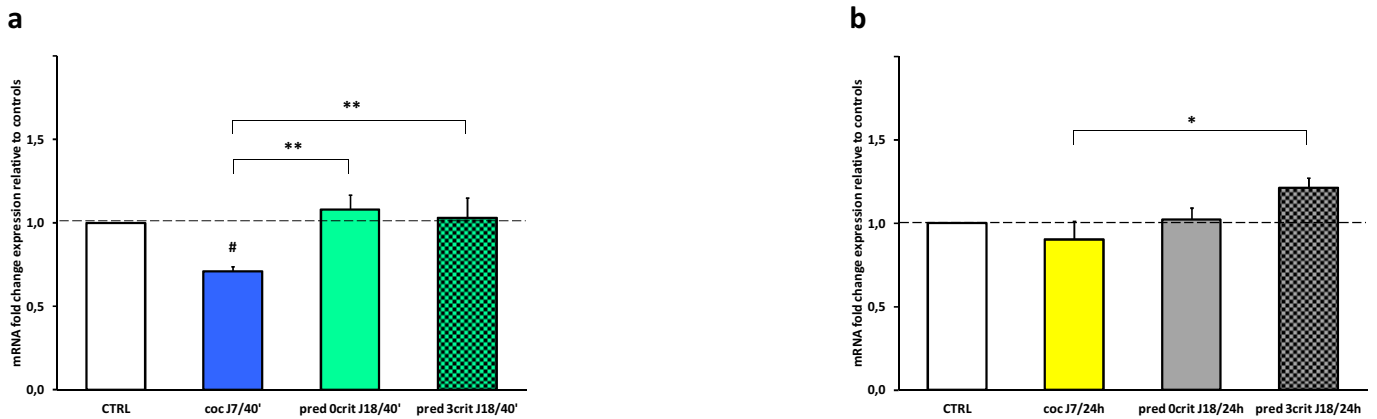 a
mRNA fold change expression relative to controls
1,5
1,0
0,5
0,0
**
**
#
CTRL
coc J7/40'
pred 0crit J18/40'
pred 3crit J18/40'
b
mRNA fold change expression relative to controls
1,5
1,0
0,5
0,0
*
CTRL
coc J7/24h
pred 0crit J18/24h
pred 3crit J18/24h